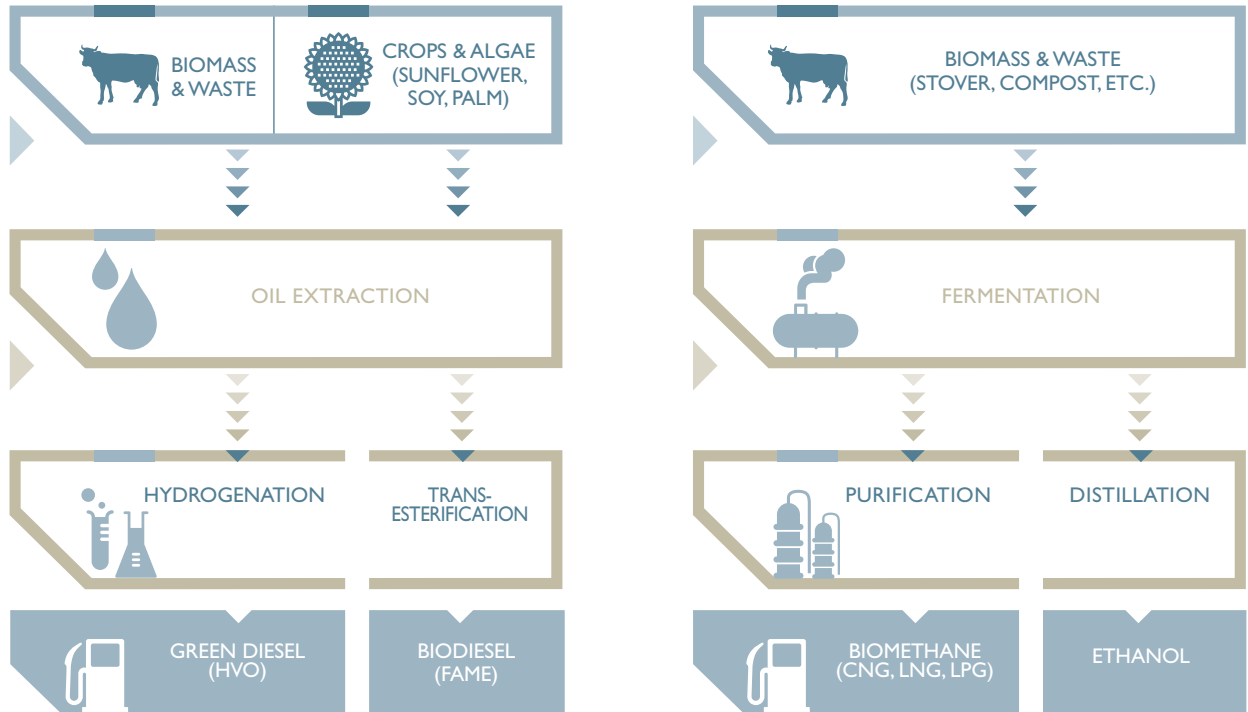 BIOMASS
& WASTE
CROPS & ALGAE
(SUNFLOWER,
SOY, PALM)
OIL EXTRACTION
HYDROGENATION
TRANS-
ESTERIFICATION
GREEN DIESEL
(HVO)
BIODIESEL
(FAME)
BIOMASS & WASTE
(STOVER, COMPOST, ETC.)
FERMENTATION
PURIFICATION
DISTILLATION
BIOMETHANE
(CNG, LNG, LPG)
ETHANOL